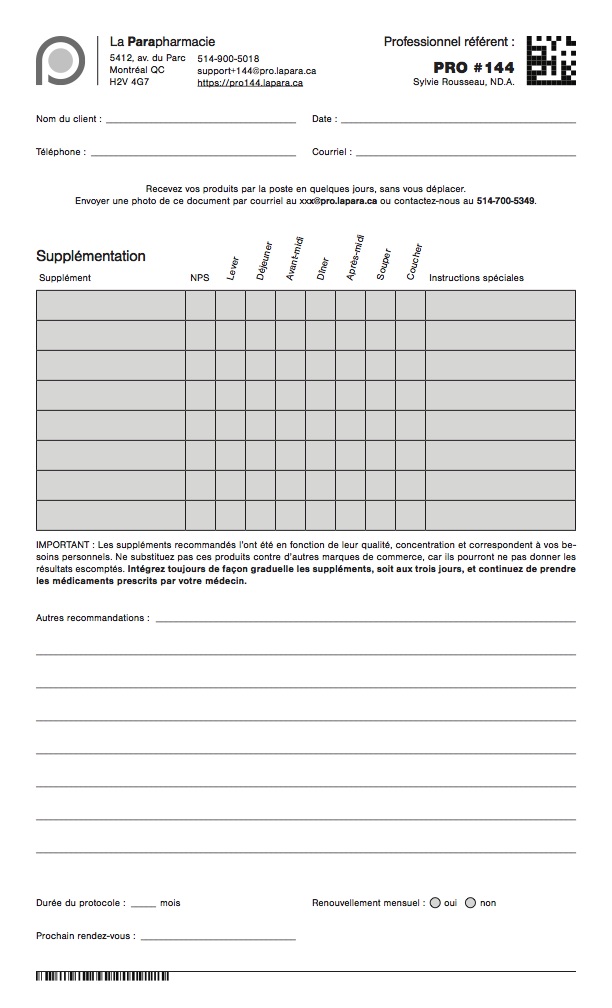 La Parapharmacie
5412, av. du Parc
Montréal QC
H2V 4G7
514-900-5018
support+144@pro.lapara.ca
https://pro144.lapara.ca
Professionnel référent :
PRO #144
Sylvie Rousseau, ND.A.
Nom du client :
Date :
Téléphone :
Courriel :
Recevez vos produits par la poste en quelques jours, sans vous déplacer.
Envoyer une photo de ce document par courriel au xxx@pro.lapara.ca ou contactez-nous au 514-700-5349.
Supplémentation
Supplément NPS Lever Déjeuner Avant-midi Dîner Après-midi Souper Coucher Instructions spéciales
IMPORTANT : Les suppléments recommandés l'ont été en fonction de leur qualité, concentration et correspondent à vos be-
soins personnels. Ne substituez pas ces produits contre d'autres marques de commerce, car ils pourront ne pas donner les
résultats escomptés. Intégrez toujours de façon graduelle les suppléments, soit aux trois jours, et continuez de prendre
les médicaments prescrits par votre médecin.
Autres recommandations :
Durée du protocole : _____ mois
Renouvellement mensuel : oui non
Prochain rendez-vous :